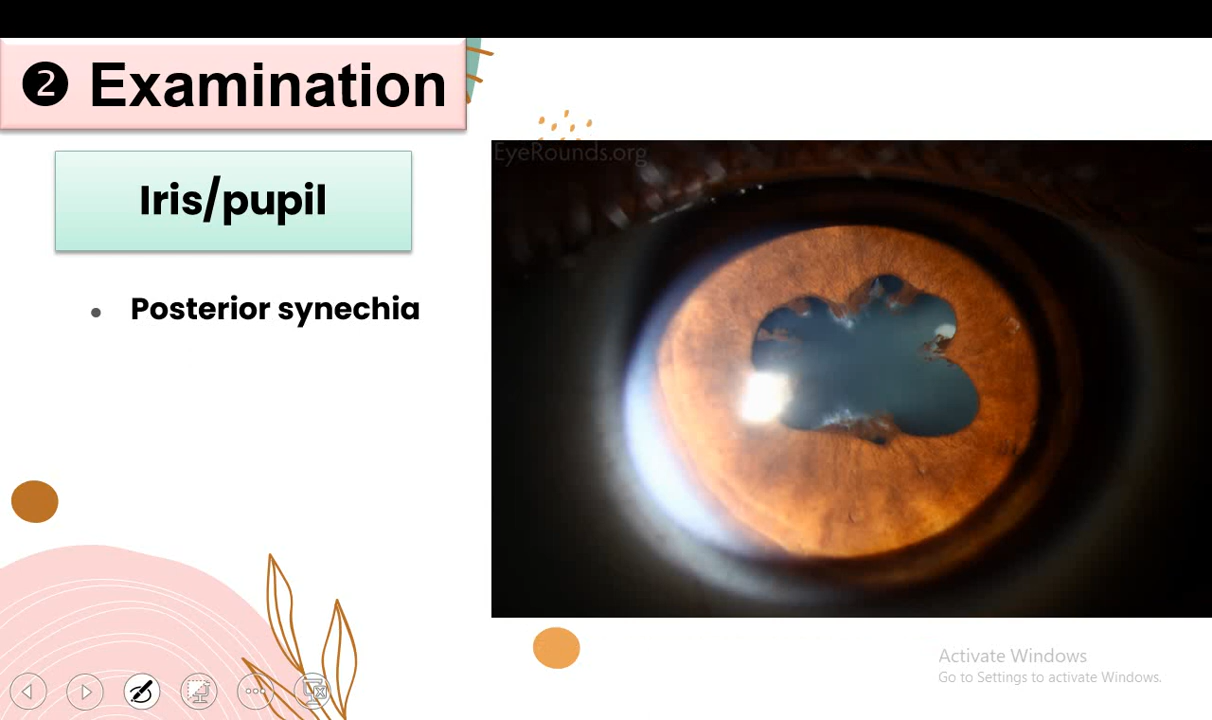 ❷ Examination
Iris/pupil
EyeRounds.org
• Posterior synechia
Activate Windows
Go to Settings to activate Windows.